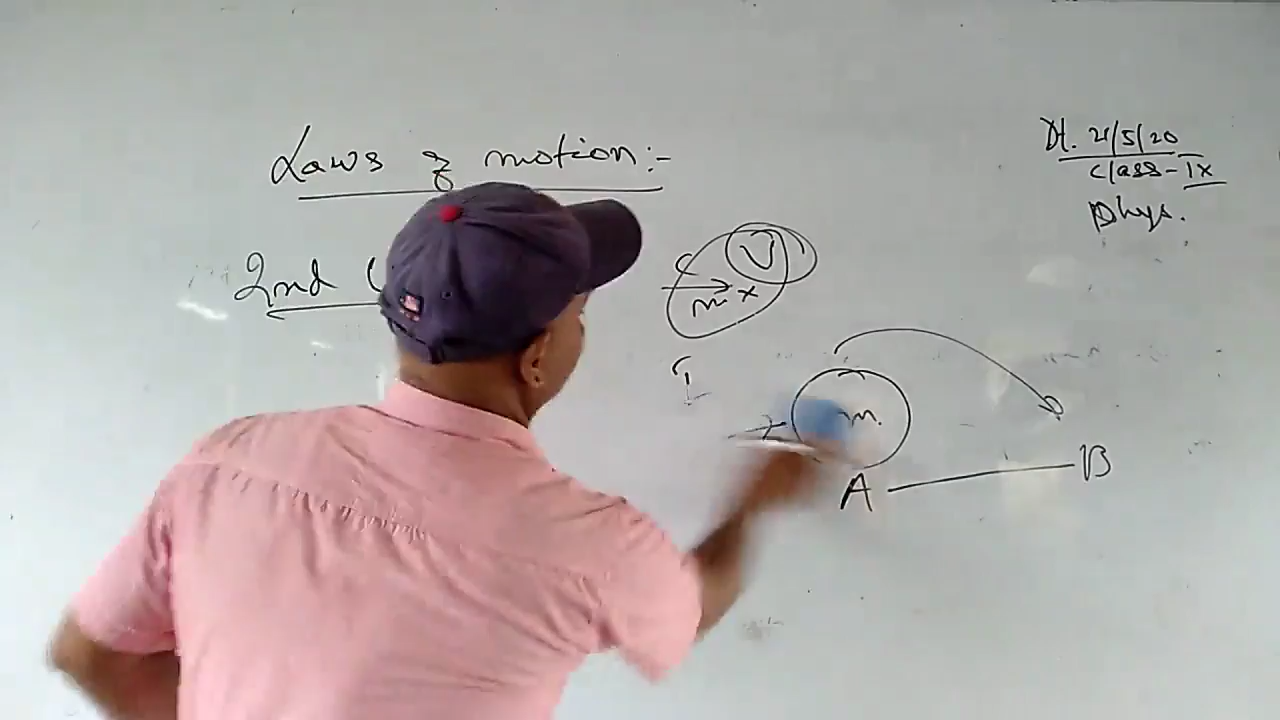 Laws of motion:-
Dt. 21/5/20
Class-IX
Phys.
2nd
V
m x
m
A
B